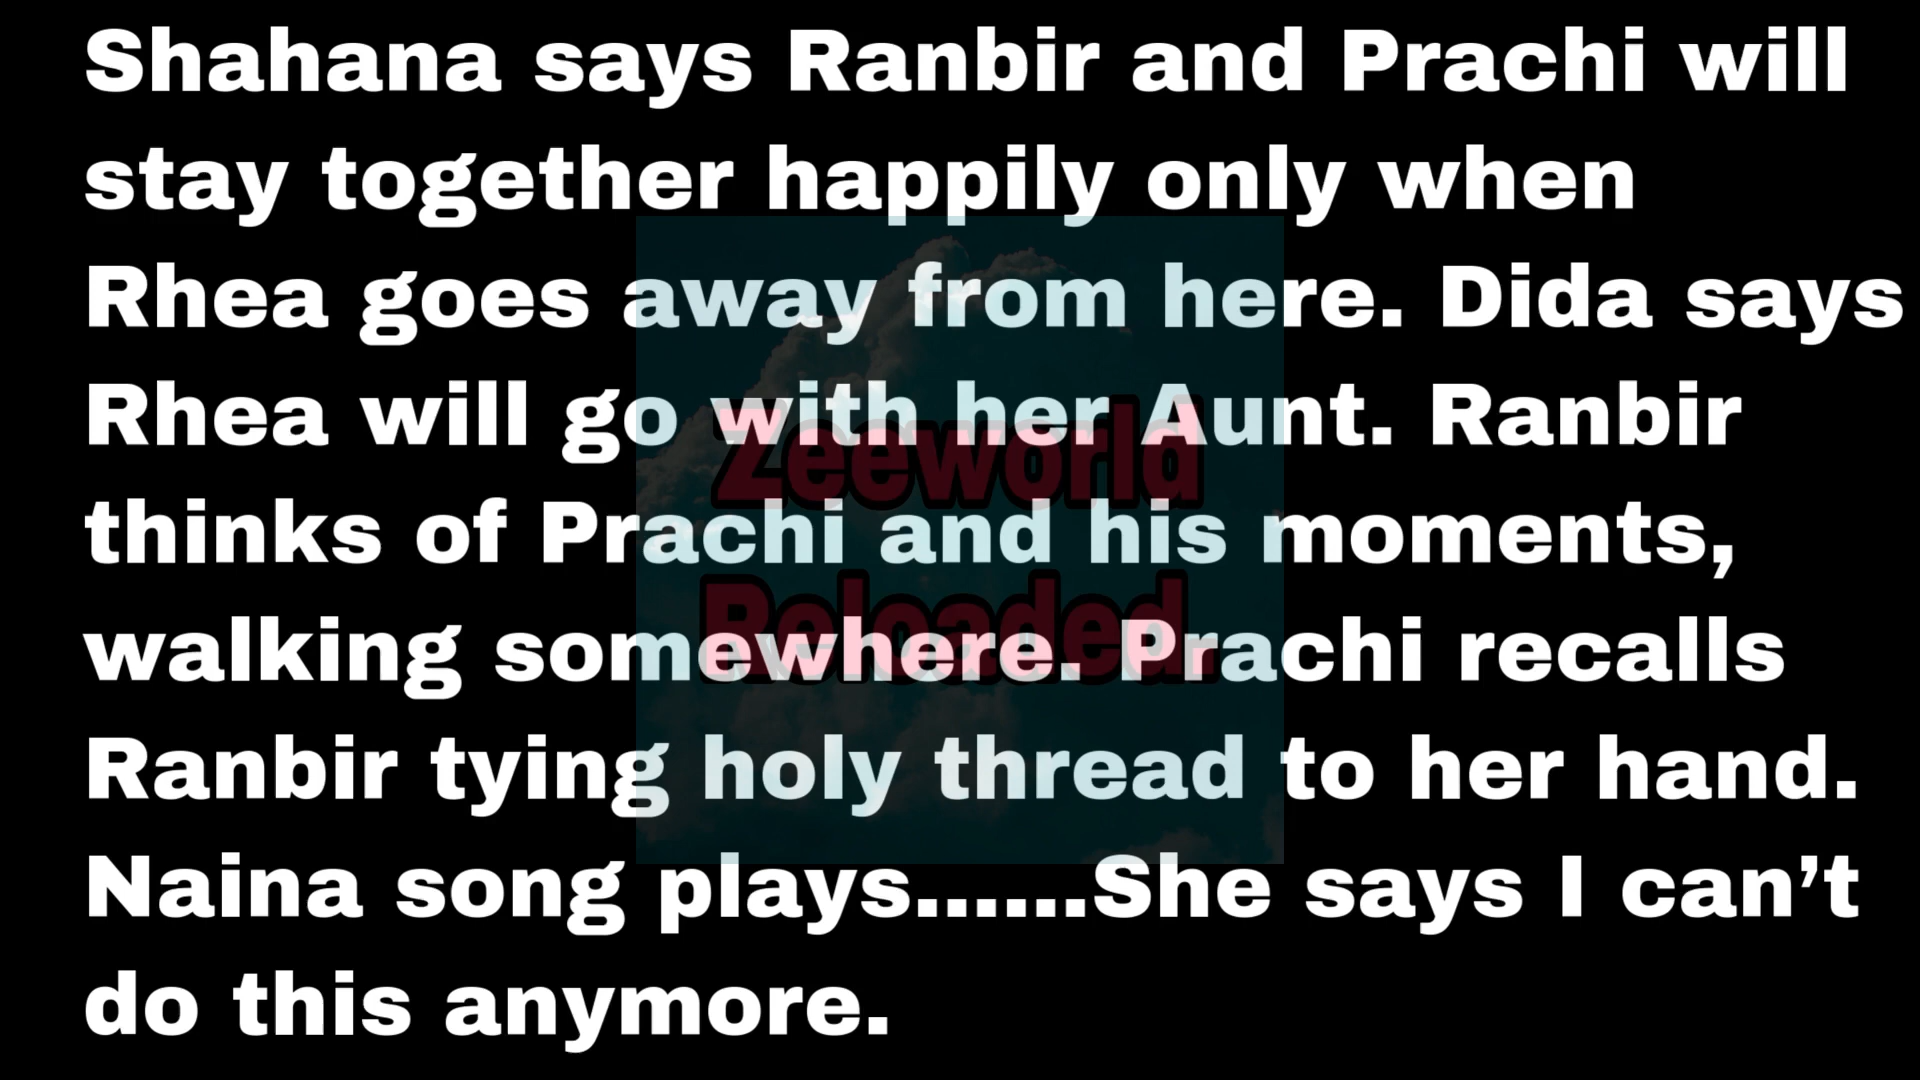 Shahana says Ranbir and Prachi will
stay together happily only when
Rhea goes away from here. Dida says
Rhea will go with her Aunt. Ranbir
thinks of Prachi and his moments,
walking somewhere. Prachi recalls
Ranbir tying holy thread to her hand.
Naina song plays......She says I can’t
do this anymore.
Zeeworld
Reloaded.